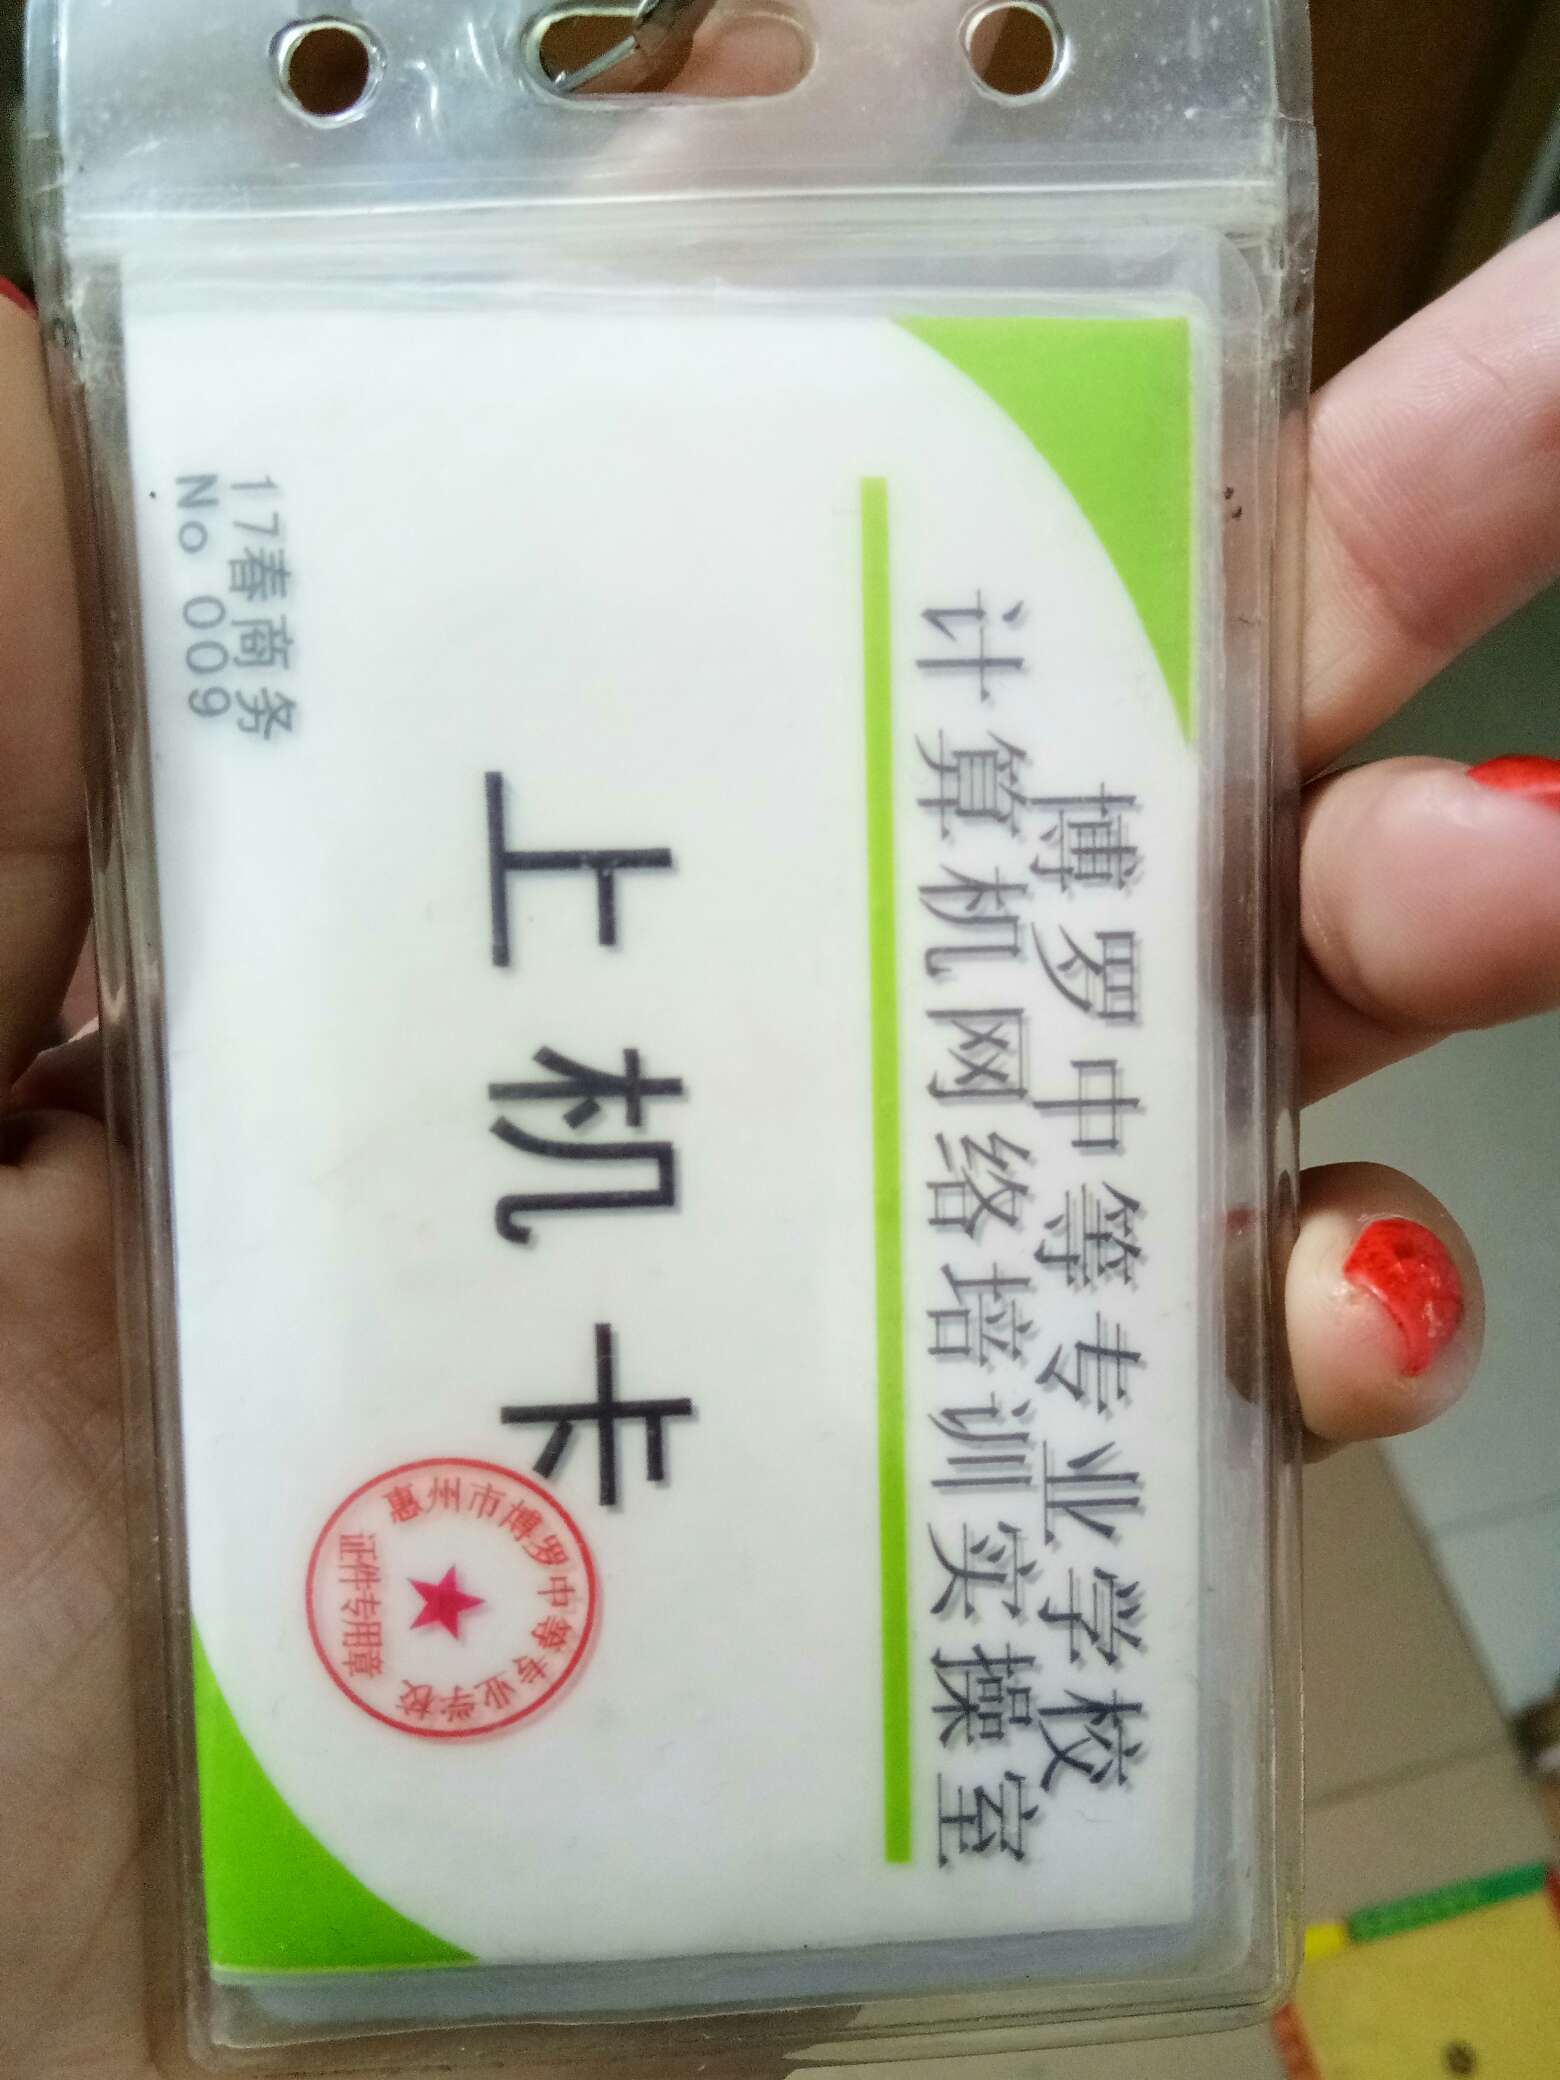 博罗中等专业学校
计算机网络培训实操室
上机卡
惠州市博罗中等专业学校
证件专用章
17春商务
No 009